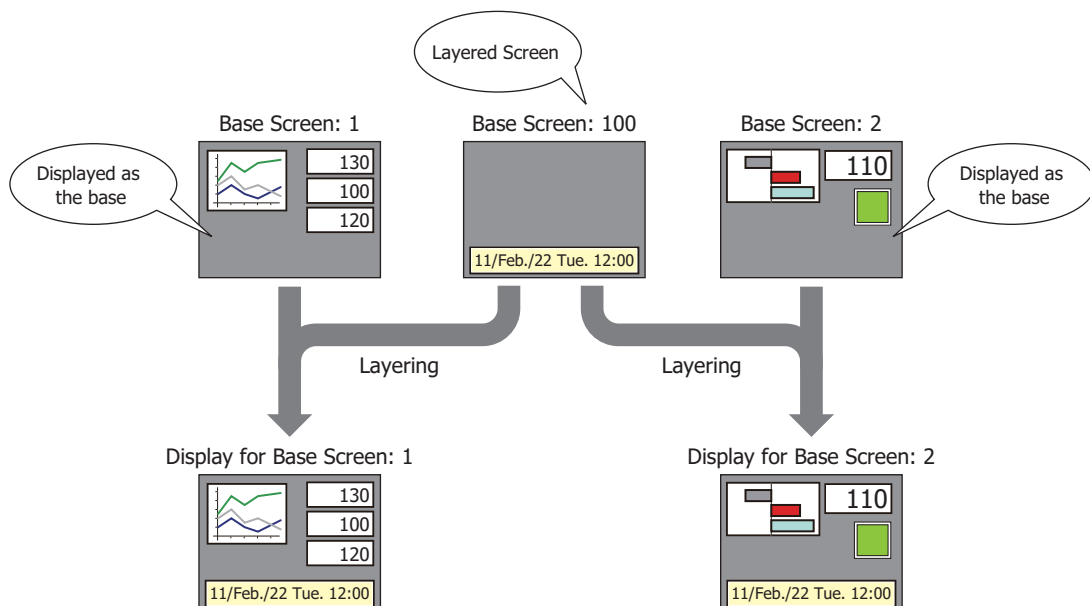 Layered Screen
Base Screen: 1
Base Screen: 100
Base Screen: 2
Displayed as
the base
130
100
120
11/Feb./22 Tue. 12:00
110
Displayed as
the base
Layering
Layering
Display for Base Screen: 1
Display for Base Screen: 2
130
100
120
11/Feb./22 Tue. 12:00
110
11/Feb./22 Tue. 12:00